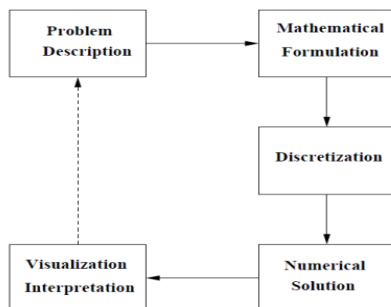 Problem
Description
Mathematical
Formulation
Discretization
Numerical
Solution
Visualization
Interpretation